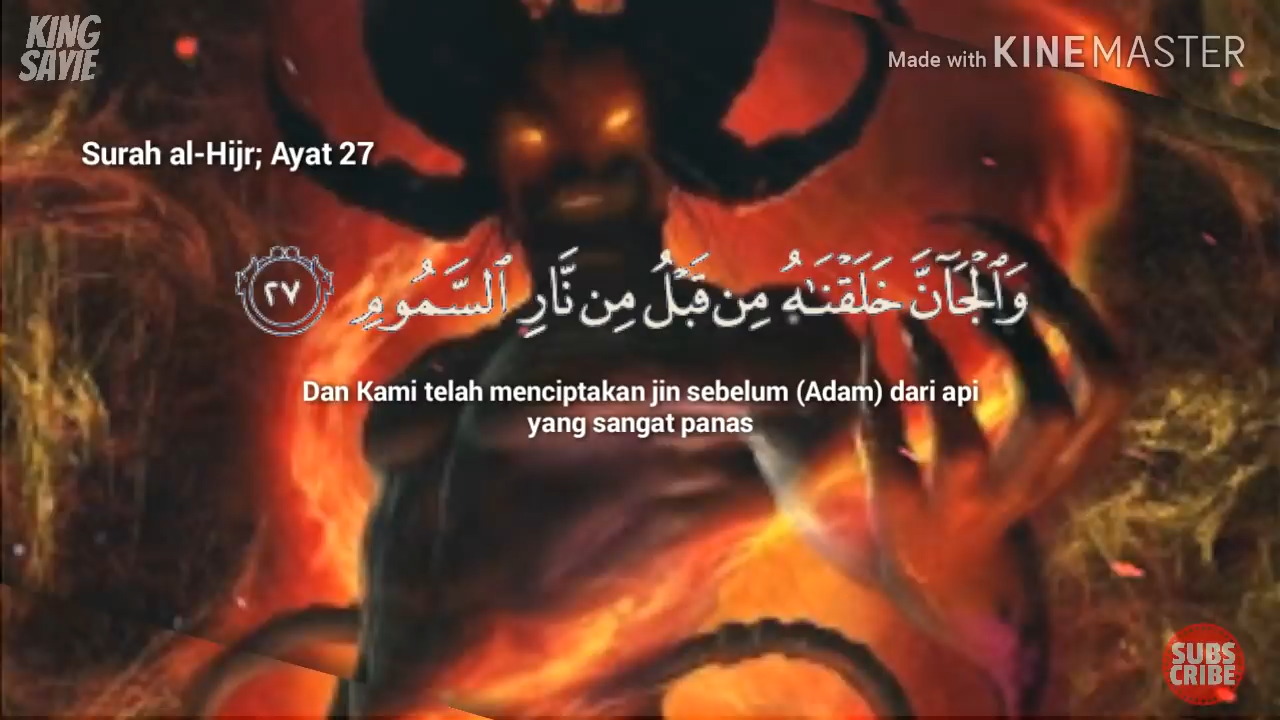 KING
SAYIE
Made with KINEMASTER
Surah al-Hijr; Ayat 27
وَٱلْجَآنَّ خَلَقْنَـٰهُ مِن قَبْلُ مِن نَّارِ ٱلسَّمُومِ ٢٧
Dan Kami telah menciptakan jin sebelum (Adam) dari api
yang sangat panas
SUBS
CRIBE